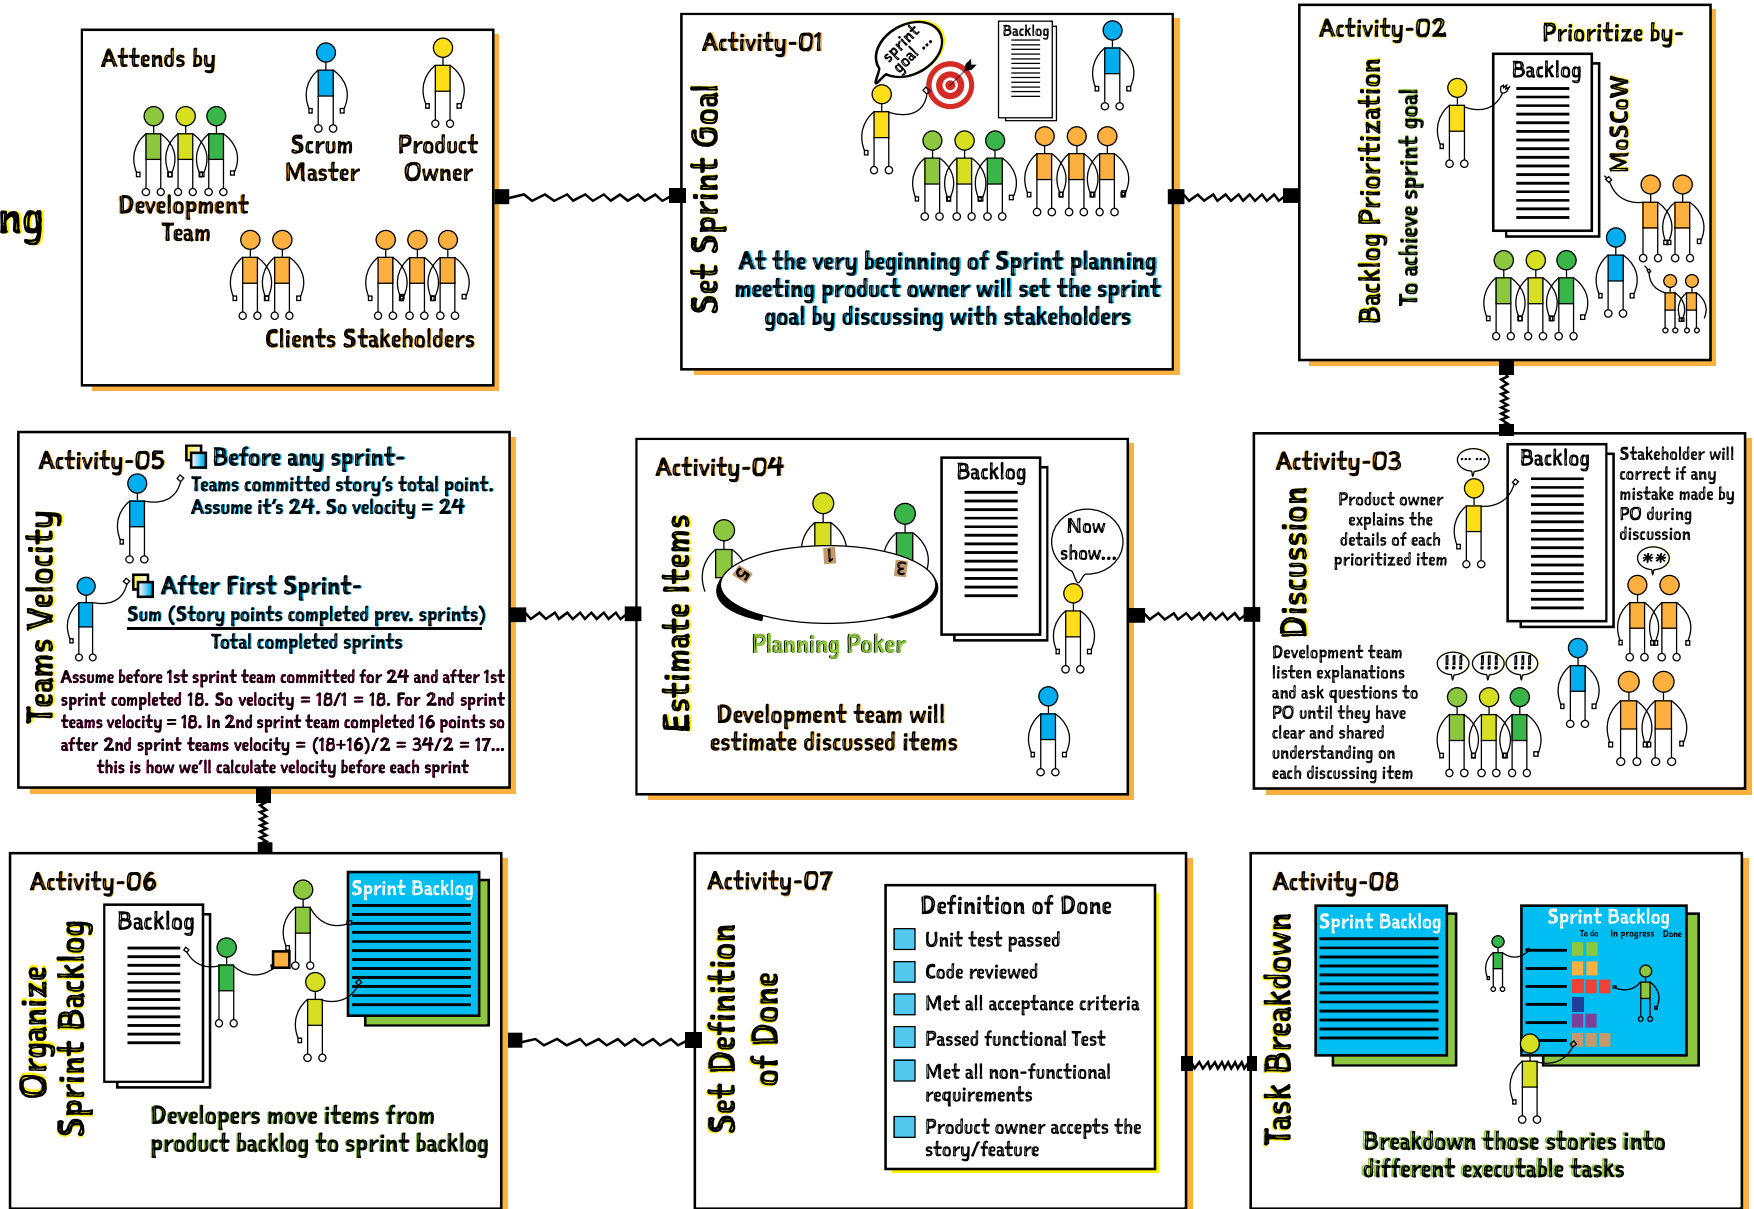 ng
Attends by
Scrum
Master
Product
Owner
Development
Team
Clients Stakeholders
Activity-01
Set Sprint Goal
sprint
goal ...
Backlog
At the very beginning of Sprint planning
meeting product owner will set the sprint
goal by discussing with stakeholders
Activity-02
Prioritize by-
Backlog Prioritization
To achieve sprint goal
Backlog
MoSCoW
Activity-03
Discussion
Product owner
explains the
details of each
prioritized item
... ...
Backlog
Stakeholder will
correct if any
mistake made by
PO during
discussion
**
Development team
listen explanations
and ask questions to
PO until they have
clear and shared
understanding on
each discussing item
!!!
!!!
!!!
Activity-04
Estimate Items
5
1
3
Planning Poker
Backlog
Now
show...
Development team will
estimate discussed items
Activity-05
Teams Velocity
Before any sprint-
Teams committed story's total point.
Assume it's 24. So velocity = 24
After First Sprint-
Sum (Story points completed prev. sprints)
Total completed sprints
Assume before 1st sprint team committed for 24 and after 1st
sprint completed 18. So velocity = 18/1 = 18. For 2nd sprint
teams velocity = 18. In 2nd sprint team completed 16 points so
after 2nd sprint teams velocity = (18+16)/2 = 34/2 = 17...
this is how we'll calculate velocity before each sprint
Activity-06
Organize
Sprint Backlog
Backlog
Sprint Backlog
Developers move items from
product backlog to sprint backlog
Activity-07
Set Definition
of Done
Definition of Done
Unit test passed
Code reviewed
Met all acceptance criteria
Passed functional Test
Met all non-functional
requirements
Product owner accepts the
story/feature
Activity-08
Task Breakdown
Sprint Backlog
Sprint Backlog
To do In progress Done
Breakdown those stories into
different executable tasks